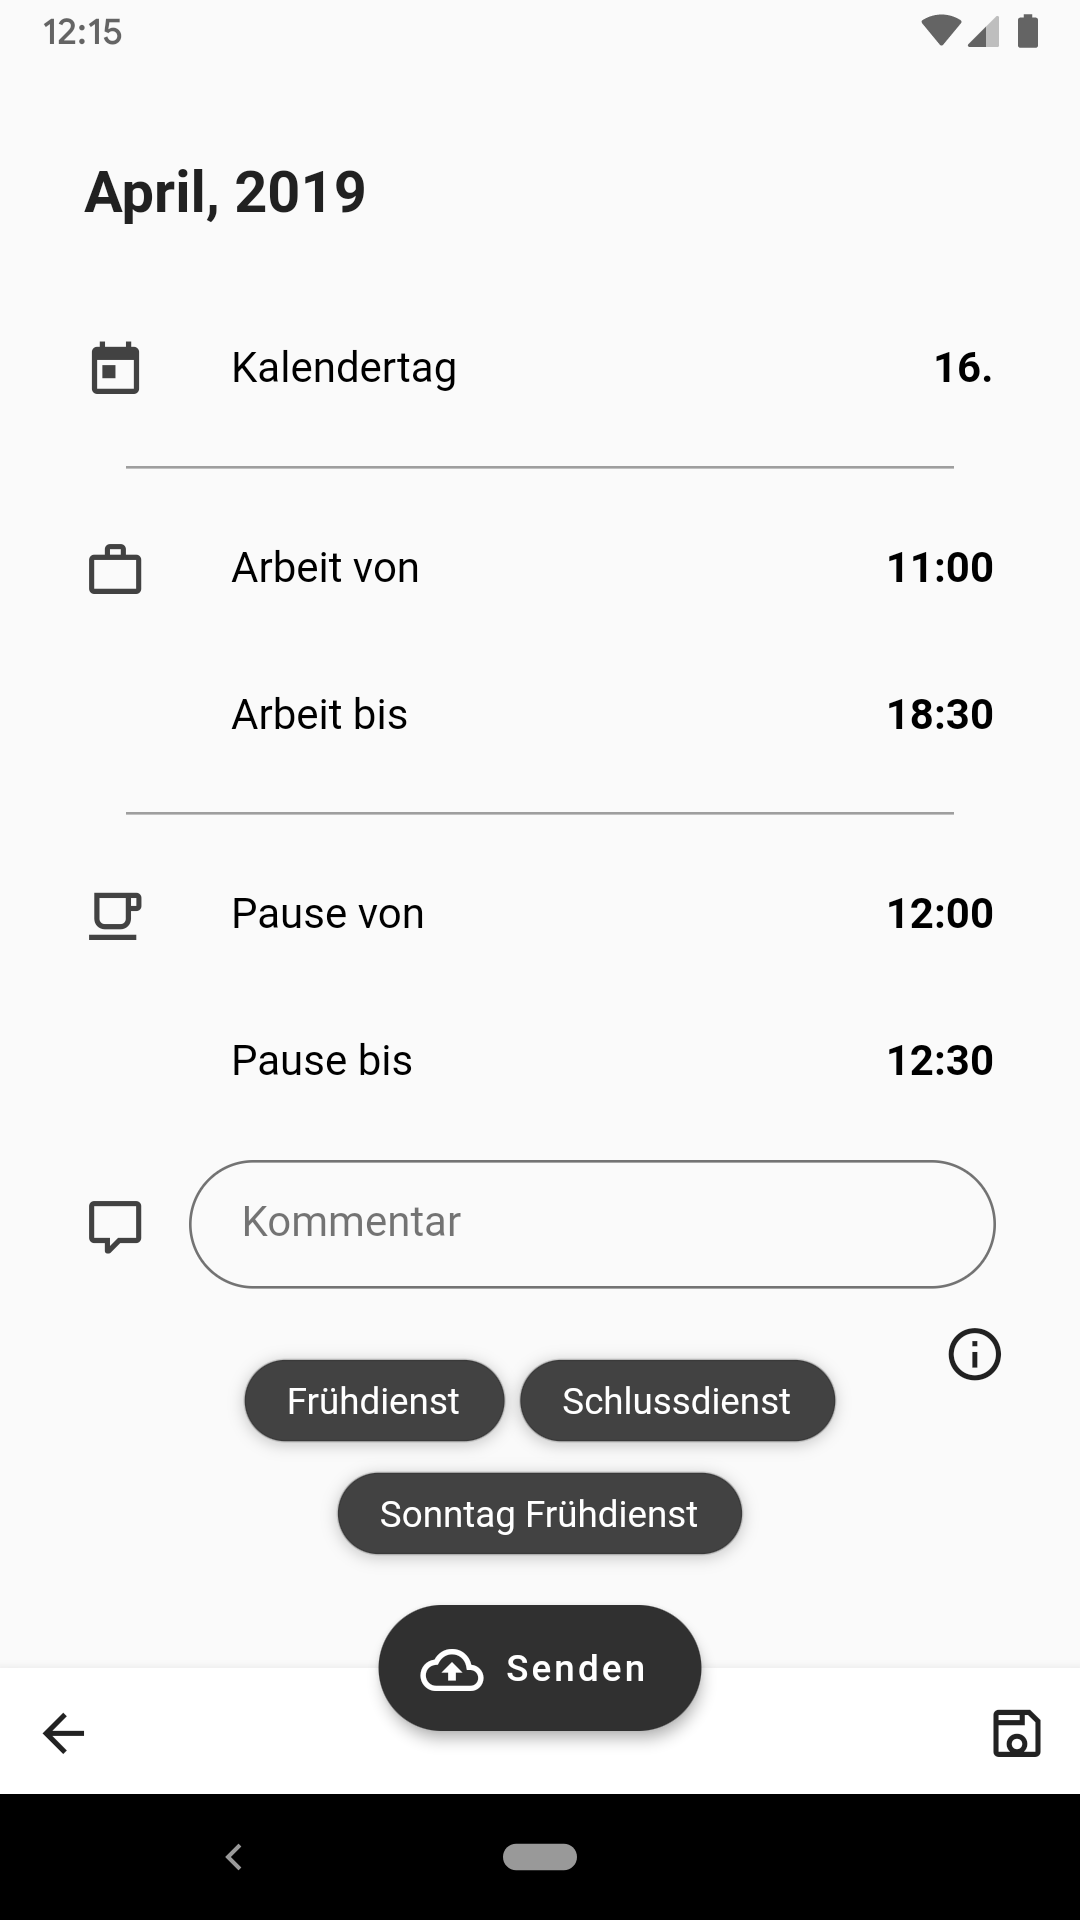 12:15
April, 2019
Kalendertag 16.
Arbeit von 11:00
Arbeit bis 18:30
Pause von 12:00
Pause bis 12:30
Kommentar
Frühdienst Schlussdienst
Sonntag Frühdienst
Senden